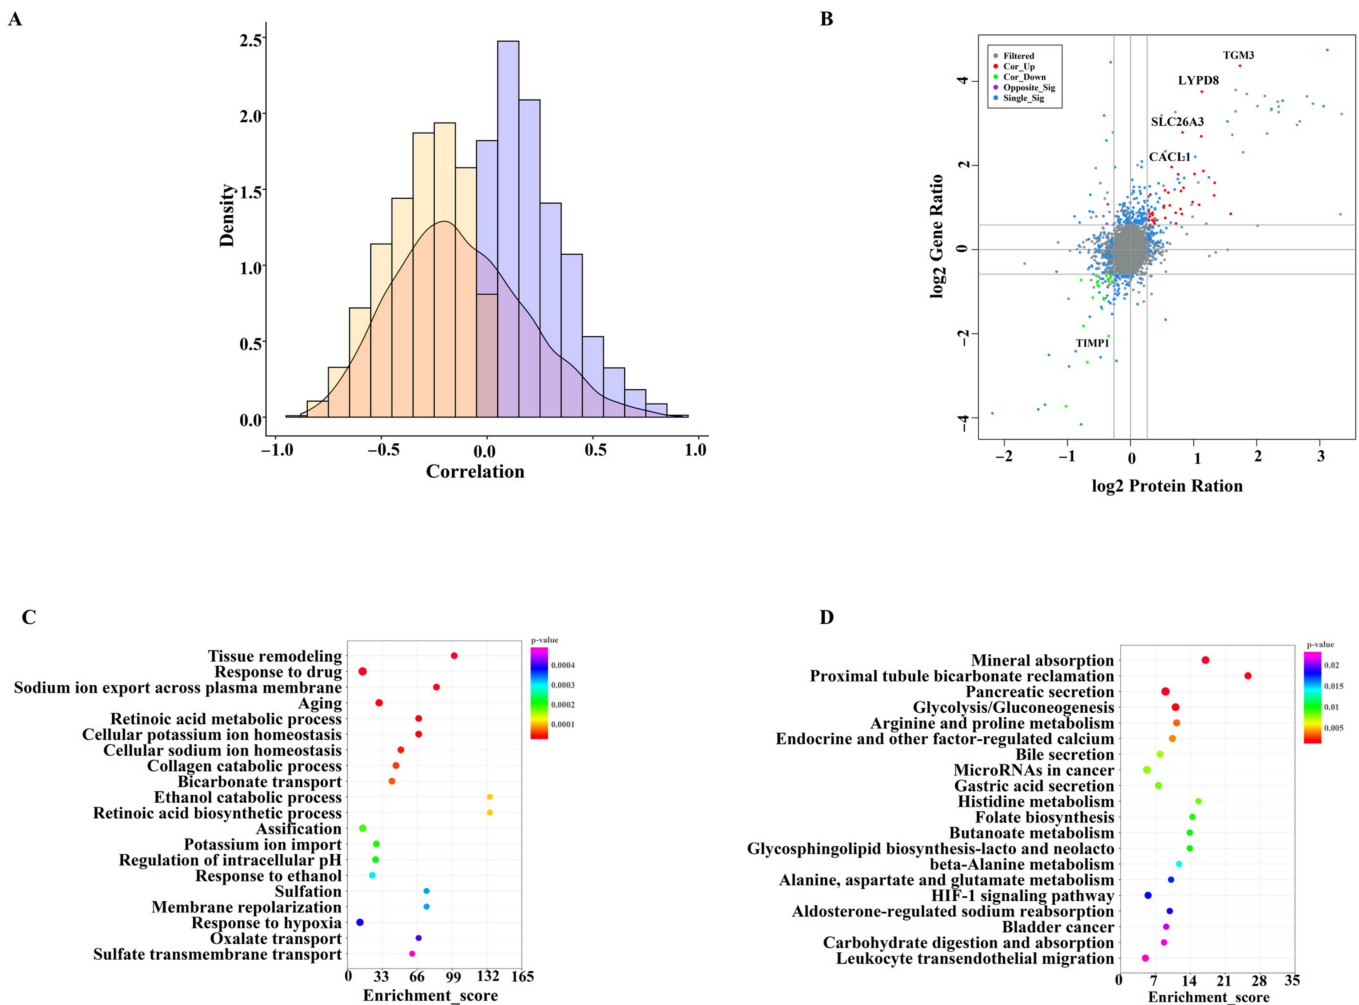 A
2.5
2.0
1.5
1.0
0.5
0.0
Density
−1.0
−0.5
0.0
0.5
1.0
Correlation
B
Filtered
Cor_Up
Cor_Down
Opposite_Sig
Single_Sig
TGM3
LYPD8
SLC26A3
CACL1
TIMP1
4
2
0
−2
−4
log2 Gene Ratio
−2
−1
0
1
2
3
log2 Protein Ration
C
p-value
0.0004
0.0003
0.0002
0.0001
Tissue remodeling
Response to drug
Sodium ion export across plasma membrane
Aging
Retinoic acid metabolic process
Cellular potassium ion homeostasis
Cellular sodium ion homeostasis
Collagen catabolic process
Bicarbonate transport
Ethanol catabolic process
Retinoic acid biosynthetic process
Assification
Potassium ion import
Regulation of intracellular pH
Response to ethanol
Sulfation
Membrane repolarization
Response to hypoxia
Oxalate transport
Sulfate transmembrane transport
0
33
66
99
132
165
Enrichment_score
D
p-value
0.02
0.015
0.01
0.005
Mineral absorption
Proximal tubule bicarbonate reclamation
Pancreatic secretion
Glycolysis/Gluconeogenesis
Arginine and proline metabolism
Endocrine and other factor-regulated calcium
Bile secretion
MicroRNAs in cancer
Gastric acid secretion
Histidine metabolism
Folate biosynthesis
Butanoate metabolism
Glycosphingolipid biosynthesis-lacto and neolacto
beta-Alanine metabolism
Alanine, aspartate and glutamate metabolism
HIF-1 signaling pathway
Aldosterone-regulated sodium reabsorption
Bladder cancer
Carbohydrate digestion and absorption
Leukocyte transendothelial migration
0
7
14
21
28
35
Enrichment_score